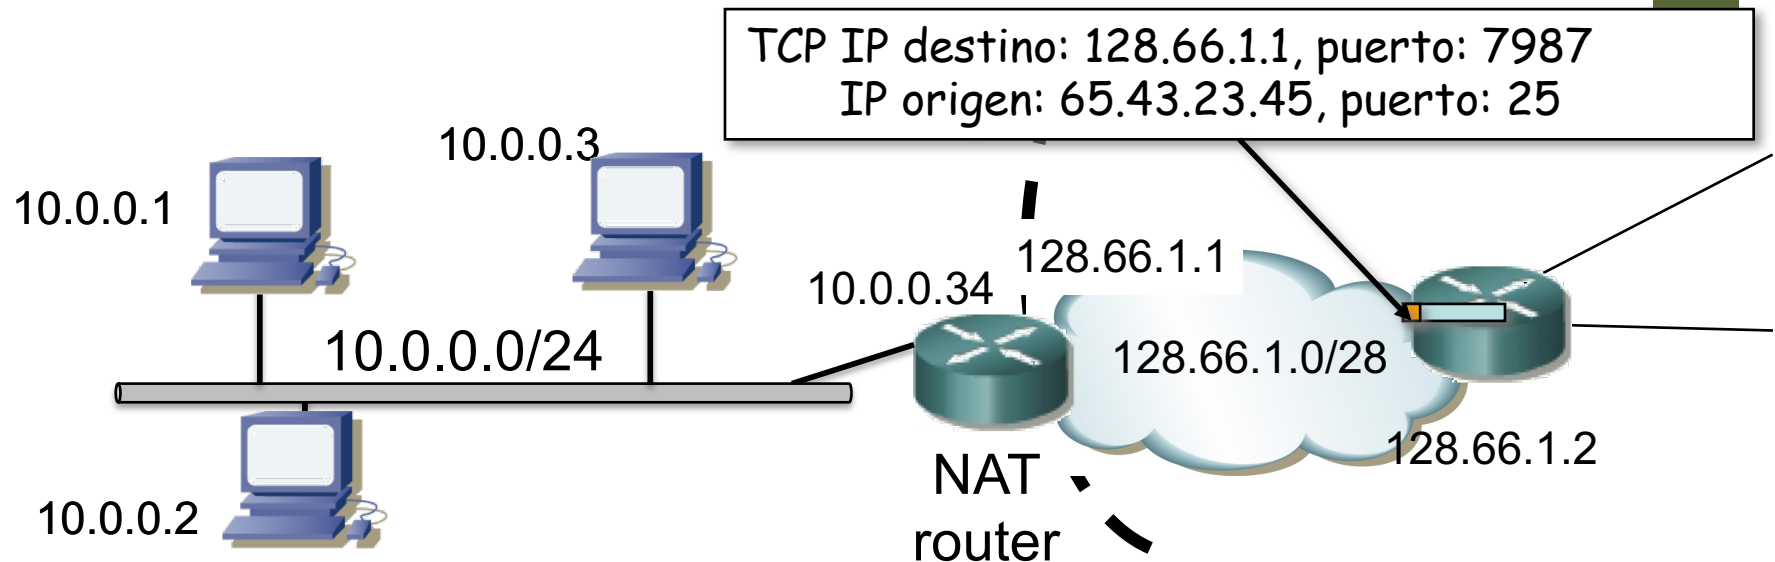 TCP IP destino: 128.66.1.1, puerto: 7987
IP origen: 65.43.23.45, puerto: 25
10.0.0.3
10.0.0.1
128.66.1.1
10.0.0.34
10.0.0.0/24
128.66.1.0/28
128.66.1.2
NAT
router
10.0.0.2